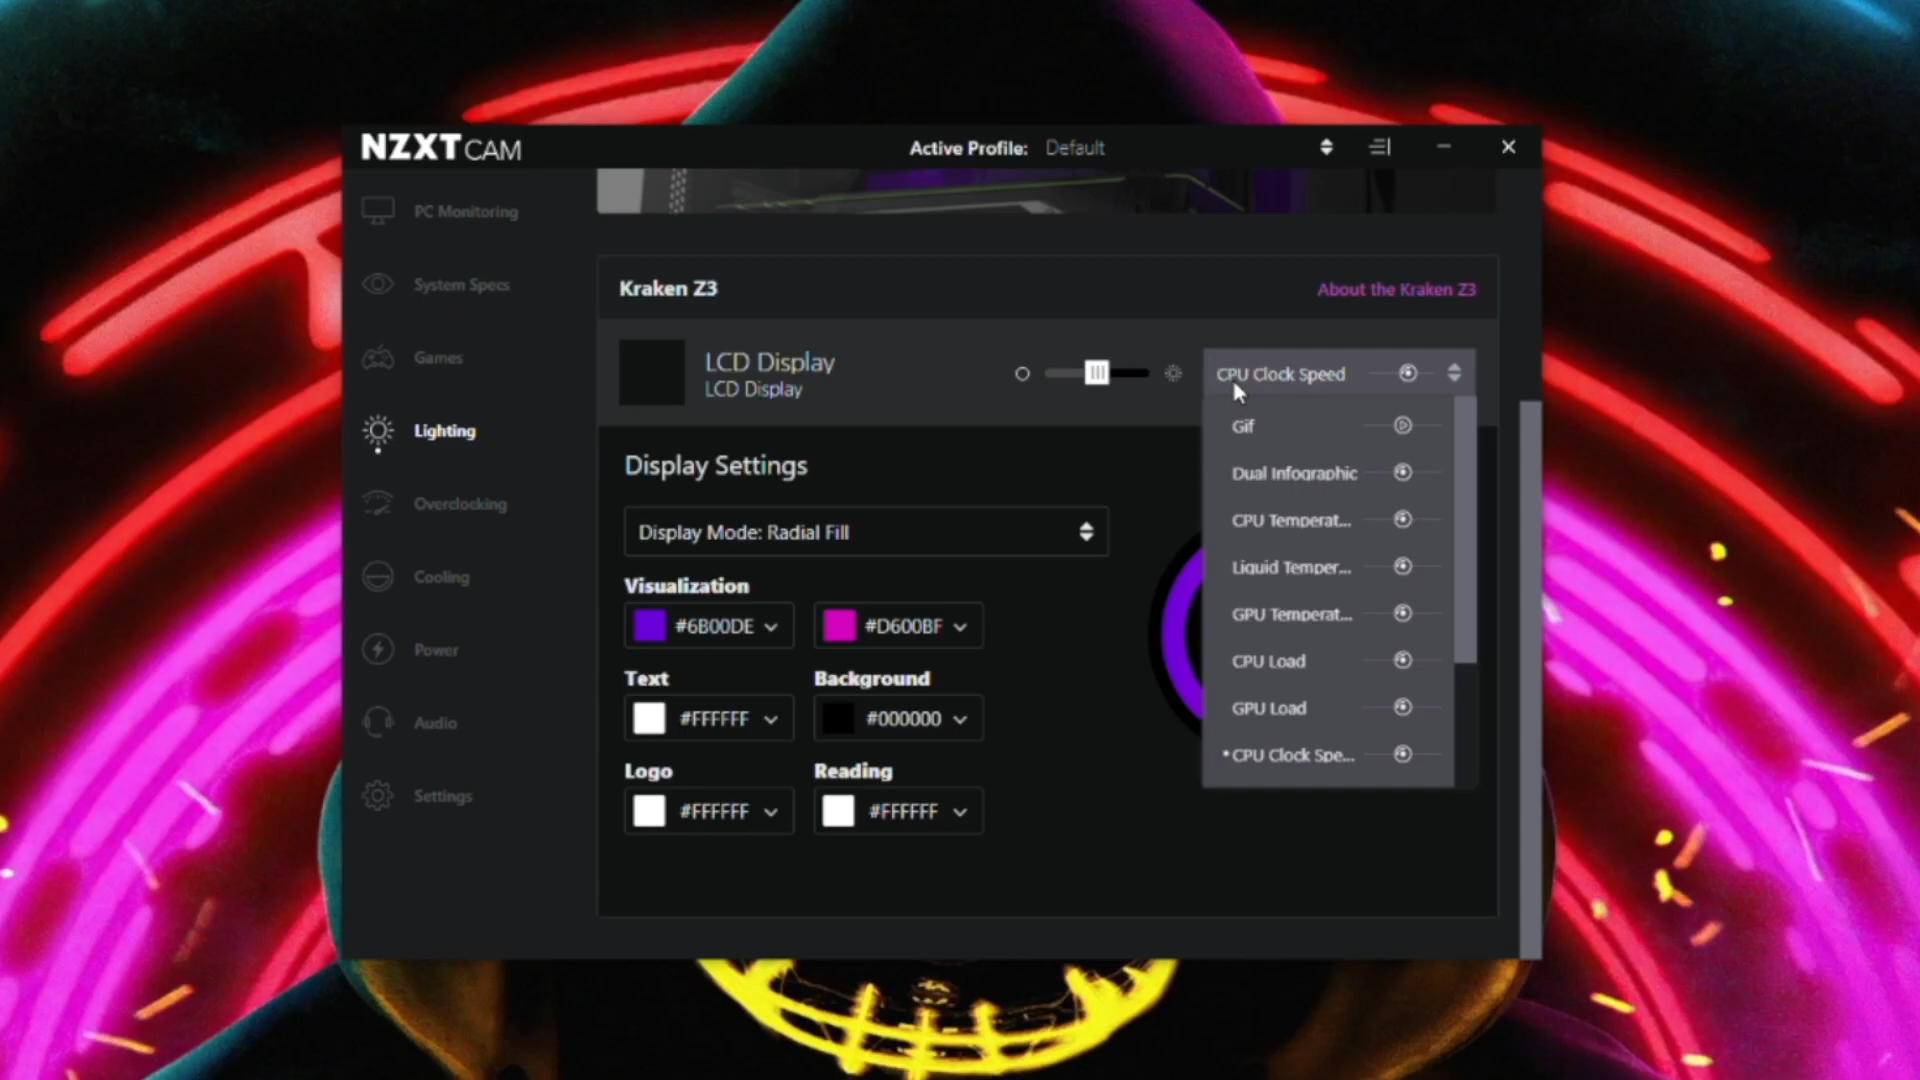 NZXT CAM
Active Profile: Default
PC Monitoring
System Specs
Games
Lighting
Overclocking
Cooling
Power
Audio
Settings
Kraken Z3
About the Kraken Z3
LCD Display
LCD Display
CPU Clock Speed
Gif
Dual Infographic
CPU Temperat...
Liquid Temper...
GPU Temperat...
CPU Load
GPU Load
* CPU Clock Spe...
Display Settings
Display Mode: Radial Fill
Visualization
#6B00DE
#D600BF
Text
Background
#FFFFFF
#000000
Logo
Reading
#FFFFFF
#FFFFFF